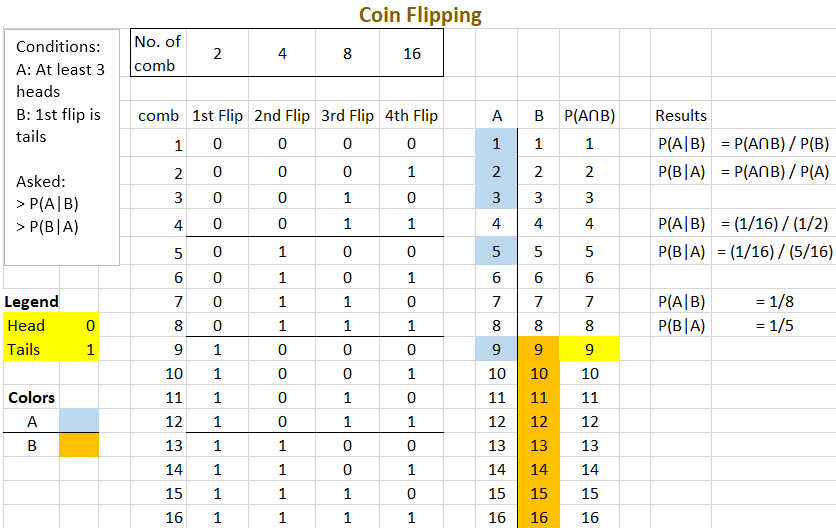 Coin Flipping
Conditions:
A: At least 3
heads
B: 1st flip is
tails
Asked:
> P(A|B)
> P(B|A)
No. of
comb 2 4 8 16
comb 1st Flip 2nd Flip 3rd Flip 4th Flip A B P(A∩B) Results
1 0 0 0 0 1 1 1 P(A|B) = P(A∩B) / P(B)
2 0 0 0 1 2 2 2 P(B|A) = P(A∩B) / P(A)
3 0 0 1 0 3 3 3
4 0 0 1 1 4 4 4 P(A|B) = (1/16) / (1/2)
5 0 1 0 0 5 5 5 P(B|A) = (1/16) / (5/16)
6 0 1 0 1 6 6 6
Legend 7 0 1 1 0 7 7 7 P(A|B) = 1/8
Head 0 8 0 1 1 1 8 8 8 P(B|A) = 1/5
Tails 1 9 1 0 0 0 9 9 9
10 1 0 0 1 10 10 10
Colors 11 1 0 1 0 11 11 11
A 12 1 0 1 1 12 12 12
B 13 1 1 0 0 13 13 13
14 1 1 0 1 14 14 14
15 1 1 1 0 15 15 15
16 1 1 1 1 16 16 16